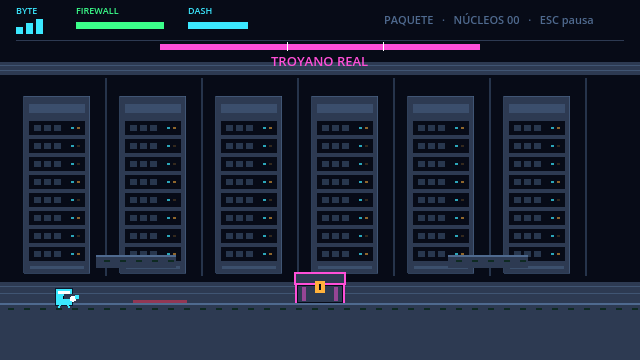 BYTE
FIREWALL
DASH
PAQUETE · NÚCLEOS 00 · ESC pausa
TROYANO REAL